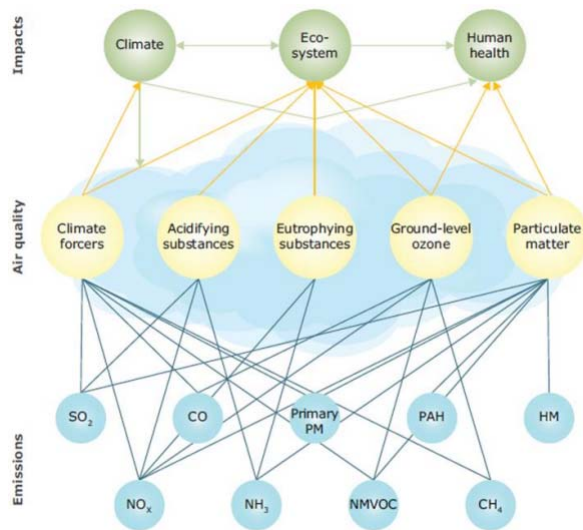 Impacts
Climate
Eco-
system
Human
health
Air quality
Climate
forcers
Acidifying
substances
Eutrophying
substances
Ground-level
ozone
Particulate
matter
Emissions
SO₂
CO
Primary
PM
PAH
HM
NOₓ
NH₃
NMVOC
CH₄